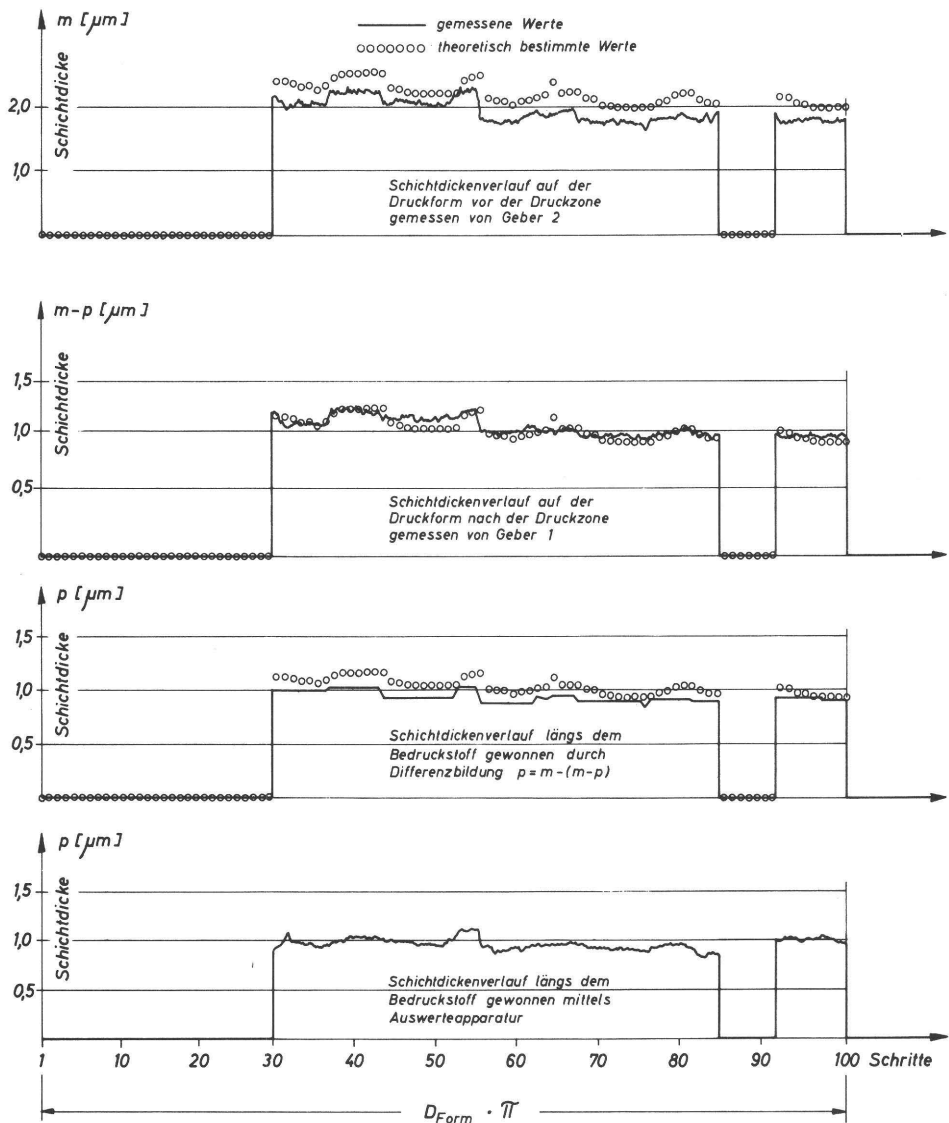 m [µm]
gemessene Werte
theoretisch bestimmte Werte
Schichtdicke
2,0
1,0
Schichtdickenverlauf auf der
Druckform vor der Druckzone
gemessen von Geber 2
m-p [µm]
Schichtdicke
1,5
1,0
0,5
Schichtdickenverlauf auf der
Druckform nach der Druckzone
gemessen von Geber 1
p [µm]
Schichtdicke
1,5
1,0
0,5
Schichtdickenverlauf längs dem
Bedruckstoff gewonnen durch
Differenzbildung p = m-(m-p)
p [µm]
Schichtdicke
1,5
1,0
0,5
Schichtdickenverlauf längs dem
Bedruckstoff gewonnen mittels
Auswerteapparatur
1 10 20 30 40 50 60 70 80 90 100 Schritte
D_Form · π